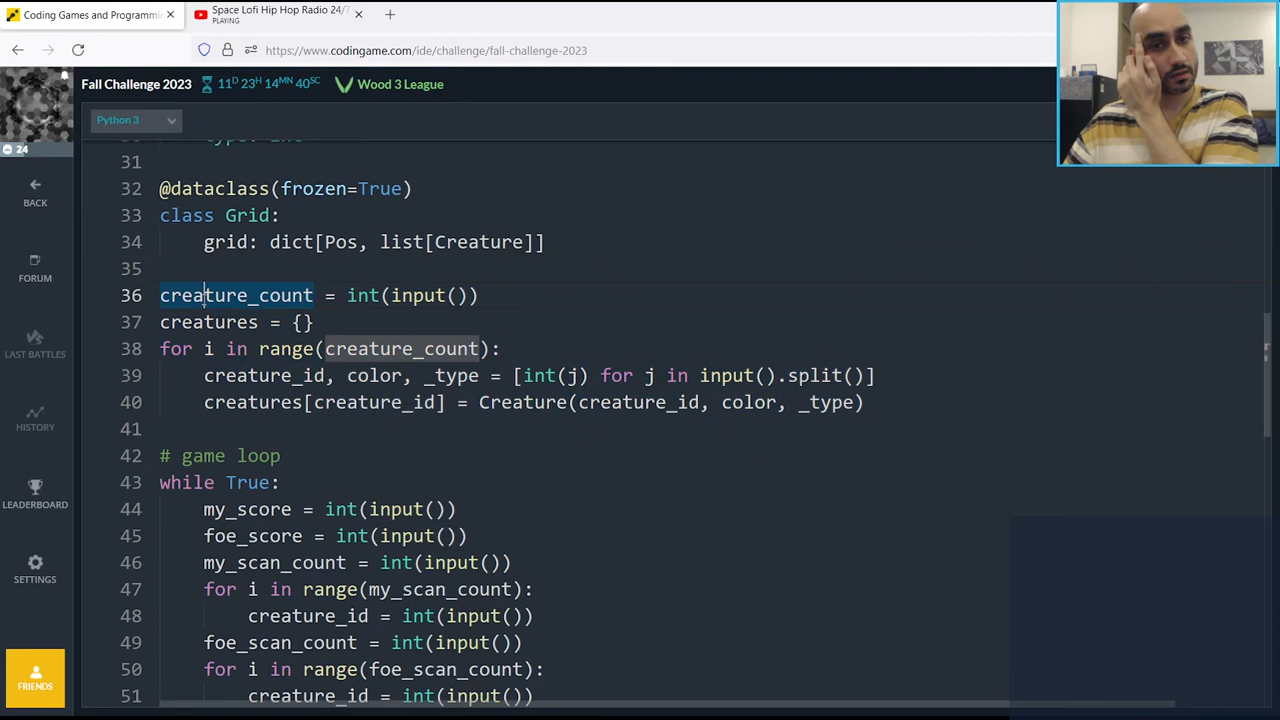 Coding Games and Programmi
Space Lofi Hip Hop Radio 24/7
PLAYING
https://www.codingame.com/ide/challenge/fall-challenge-2023
24
Fall Challenge 2023
11D 23H 14MN 40SC
Wood 3 League
Python 3
BACK
FORUM
LAST BATTLES
HISTORY
LEADERBOARD
SETTINGS
FRIENDS
31
32 @dataclass(frozen=True)
33 class Grid:
34 grid: dict[Pos, list[Creature]]
35
36 creature_count = int(input())
37 creatures = {}
38 for i in range(creature_count):
39 creature_id, color, _type = [int(j) for j in input().split()]
40 creatures[creature_id] = Creature(creature_id, color, _type)
41
42 # game loop
43 while True:
44 my_score = int(input())
45 foe_score = int(input())
46 my_scan_count = int(input())
47 for i in range(my_scan_count):
48 creature_id = int(input())
49 foe_scan_count = int(input())
50 for i in range(foe_scan_count):
51 creature_id = int(input())